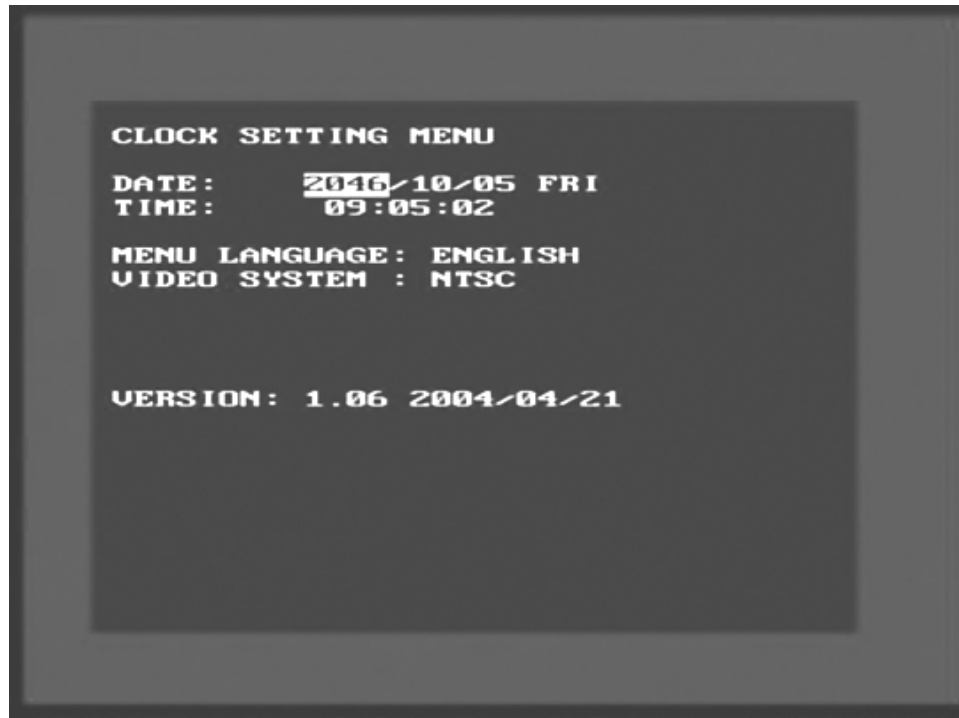 CLOCK SETTING MENU
DATE: 2046/10/05 FRI
TIME: 09:05:02
MENU LANGUAGE: ENGLISH
VIDEO SYSTEM : NTSC
VERSION: 1.06 2004/04/21